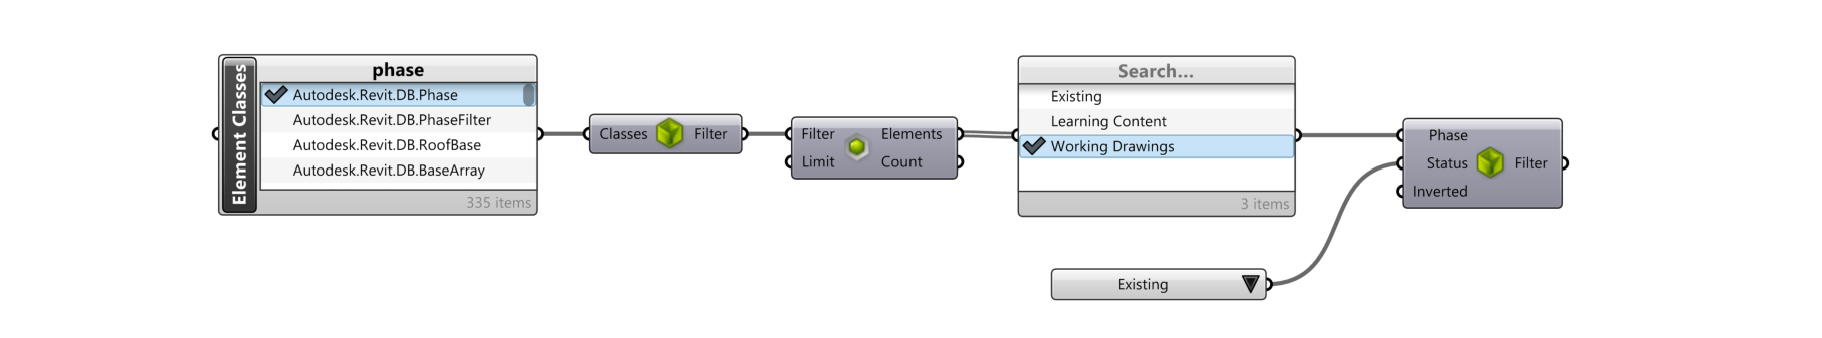 Element Classes
phase
Autodesk.Revit.DB.Phase
Autodesk.Revit.DB.PhaseFilter
Autodesk.Revit.DB.RoofBase
Autodesk.Revit.DB.BaseArray
335 items
Classes Filter
Filter Elements
Limit Count
Search...
Existing
Learning Content
Working Drawings
3 items
Existing
Phase
Status Filter
Inverted